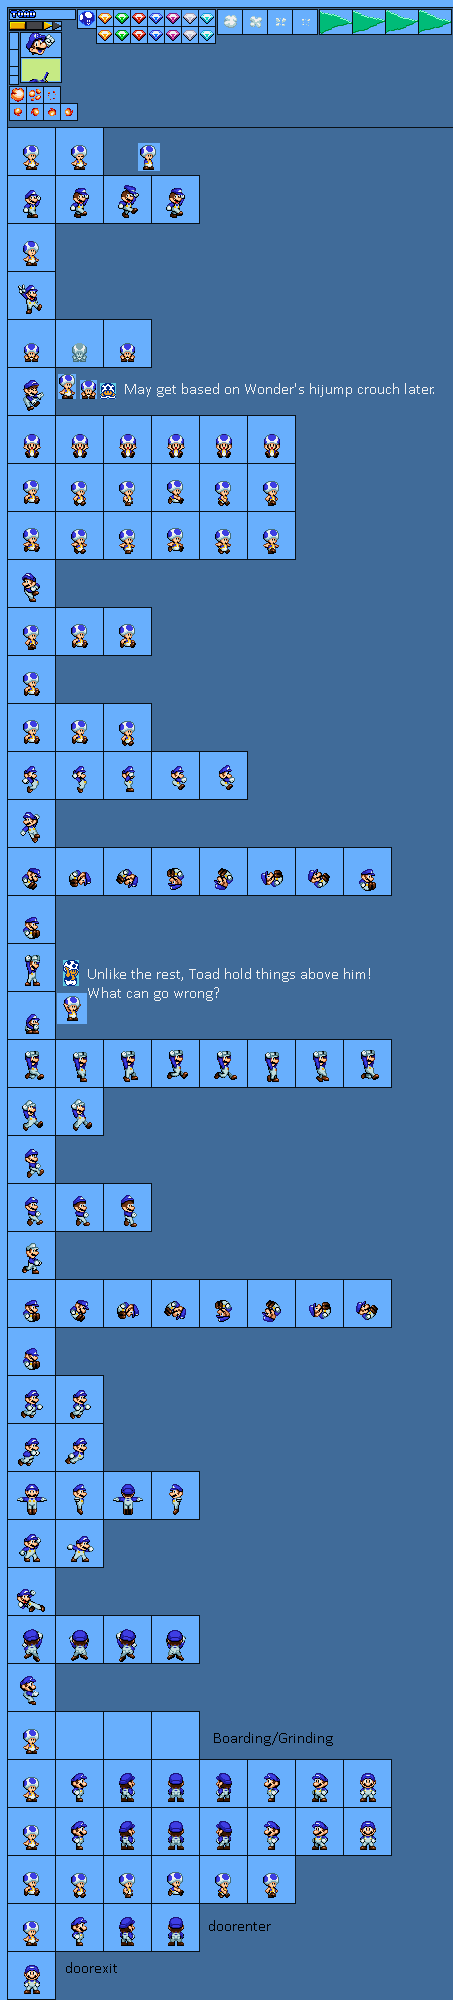 TOAD
May get based on Wonder's hijump crouch later.
Unlike the rest, Toad hold things above him!
What can go wrong?
Boarding/Grinding
doorenter
doorexit